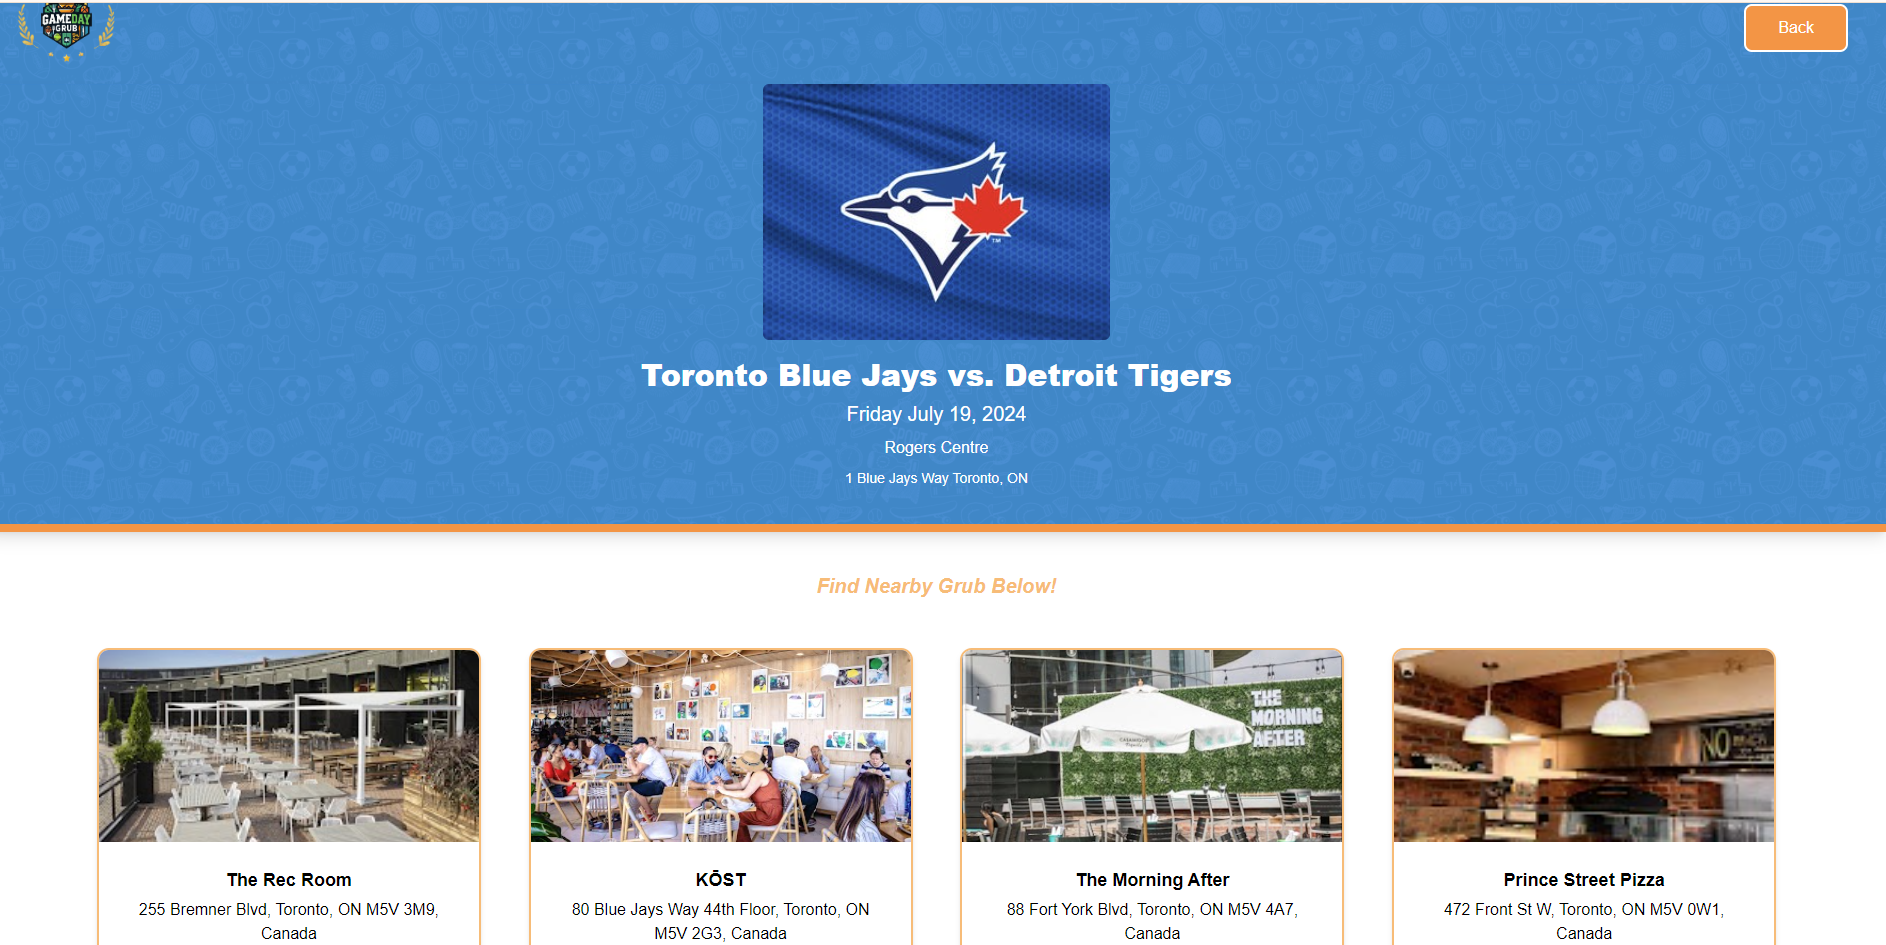 GAMEDAY
GRUB
Back
TM
Toronto Blue Jays vs. Detroit Tigers
Friday July 19, 2024
Rogers Centre
1 Blue Jays Way Toronto, ON
Find Nearby Grub Below!
THE
MORNING
AFTER
NO
The Rec Room
255 Bremner Blvd, Toronto, ON M5V 3M9,
Canada
KŌST
80 Blue Jays Way 44th Floor, Toronto, ON
M5V 2G3, Canada
The Morning After
88 Fort York Blvd, Toronto, ON M5V 4A7,
Canada
Prince Street Pizza
472 Front St W, Toronto, ON M5V 0W1,
Canada